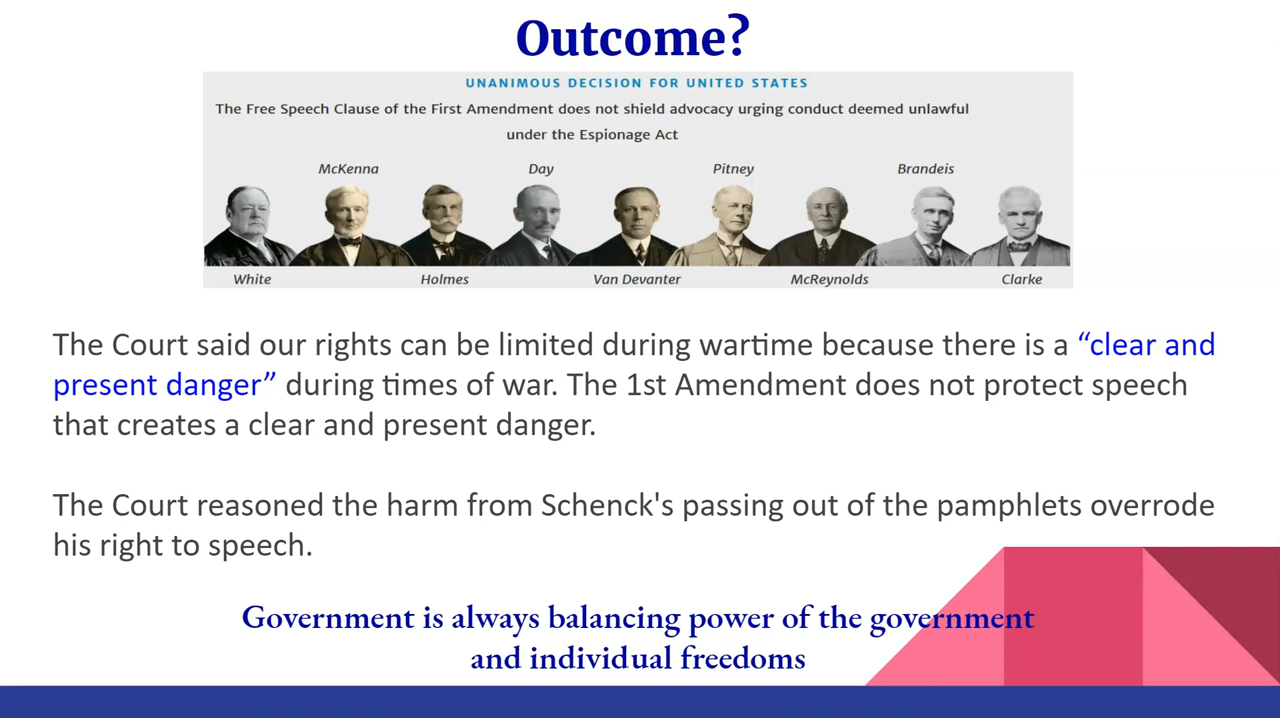 Outcome?
UNANIMOUS DECISION FOR UNITED STATES
The Free Speech Clause of the First Amendment does not shield advocacy urging conduct deemed unlawful
under the Espionage Act
McKenna Day Pitney Brandeis
White Holmes Van Devanter McReynolds Clarke
The Court said our rights can be limited during wartime because there is a “clear and
present danger” during times of war. The 1st Amendment does not protect speech
that creates a clear and present danger.
The Court reasoned the harm from Schenck's passing out of the pamphlets overrode
his right to speech.
Government is always balancing power of the government
and individual freedoms